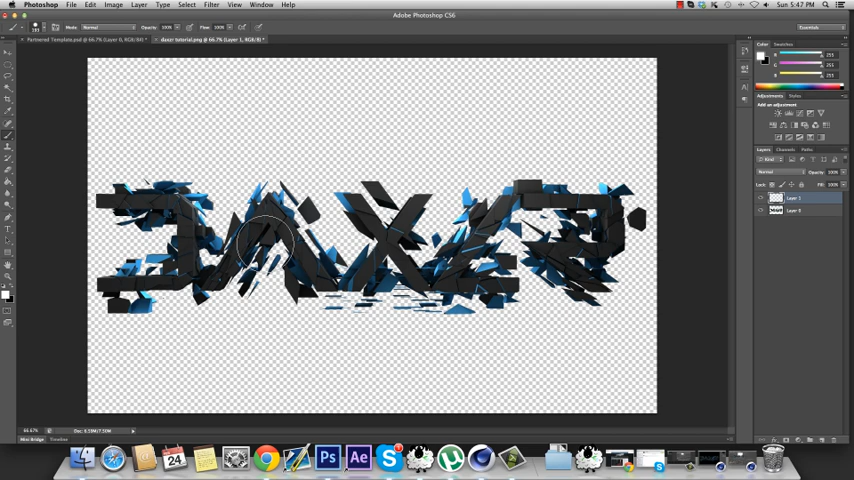 Photoshop File Edit Image Layer Type Select Filter View Window Help
Sun 5:47 PM
Adobe Photoshop CS6
Mode: Normal Opacity: 100% Flow: 100%
Essentials
Partnered Template.psd @ 66.7% (Layer 0, RGB/8#) *
daxer tutorial.png @ 66.7% (Layer 1, RGB/8#) *
Color Swatches
255
255
255
Adjustments Styles
Add an adjustment
Layers Channels Paths
Kind
Normal Opacity: 100%
Lock: Fill: 100%
Layer 1
Layer 0
66.67%
Mini Bridge Timeline
24
Ps
Ae